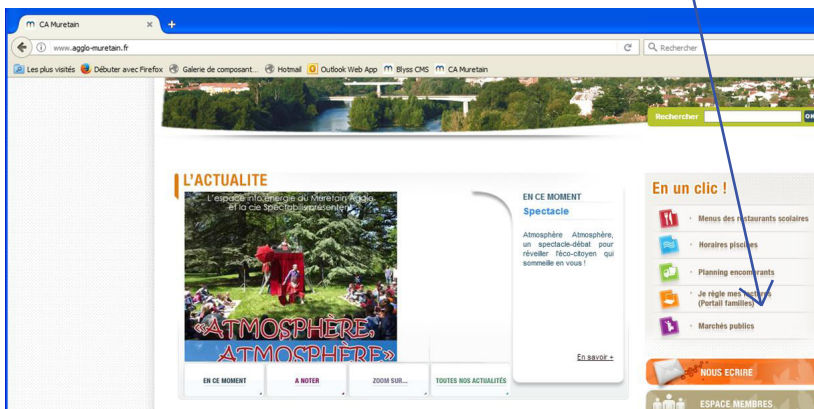 CA Muretain
www.agglo-muretain.fr
Rechercher
Les plus visités Débuter avec Firefox Galerie de composant... Hotmail Outlook Web App Blyss CMS CA Muretain
Rechercher OK
L'ACTUALITE
L'espace info énergie du Muretain Agglo
et la cie Spectabilis présentent
«ATMOSPHÈRE,
ATMOSPHÈRE»
EN CE MOMENT
Spectacle
Atmosphère Atmosphère,
un spectacle-débat pour
réveiller l'éco-citoyen qui
sommeille en vous !
En savoir +
EN CE MOMENT
A NOTER
ZOOM SUR...
TOUTES NOS ACTUALITÉS
En un clic !
Menus des restaurants scolaires
Horaires piscines
Planning encombrants
Je règle mes factures
(Portail familles)
Marchés publics
NOUS ECRIRE
ESPACE MEMBRES